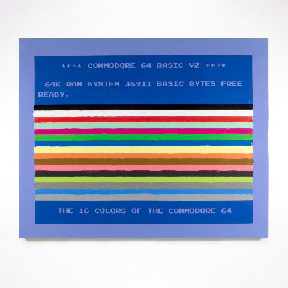 **** COMMODORE 64 BASIC V2 ****
64K RAM SYSTEM 38911 BASIC BYTES FREE
READY.
THE 16 COLORS OF THE COMMODORE 64